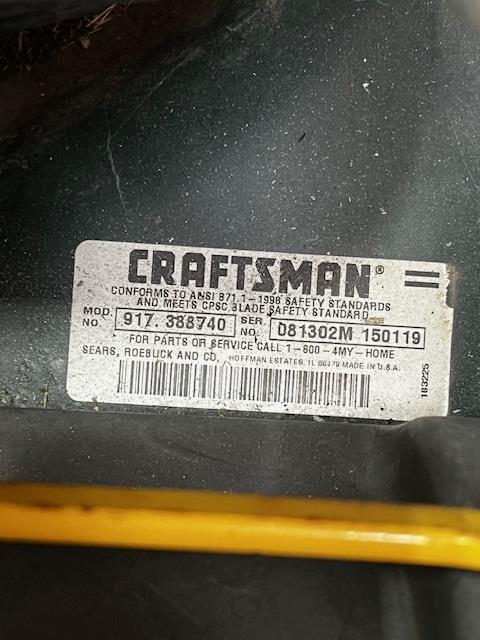 CRAFTSMAN®
CONFORMS TO ANSI B71.1-1998 SAFETY STANDARDS
AND MEETS CPSC BLADE SAFETY STANDARD
MOD. NO. 917.388740 SER. NO. 081302M 150119
FOR PARTS OR SERVICE CALL 1-800-4MY-HOME
SEARS, ROEBUCK AND CO. HOFFMAN ESTATES, IL 60179 MADE IN U.S.A.
183225